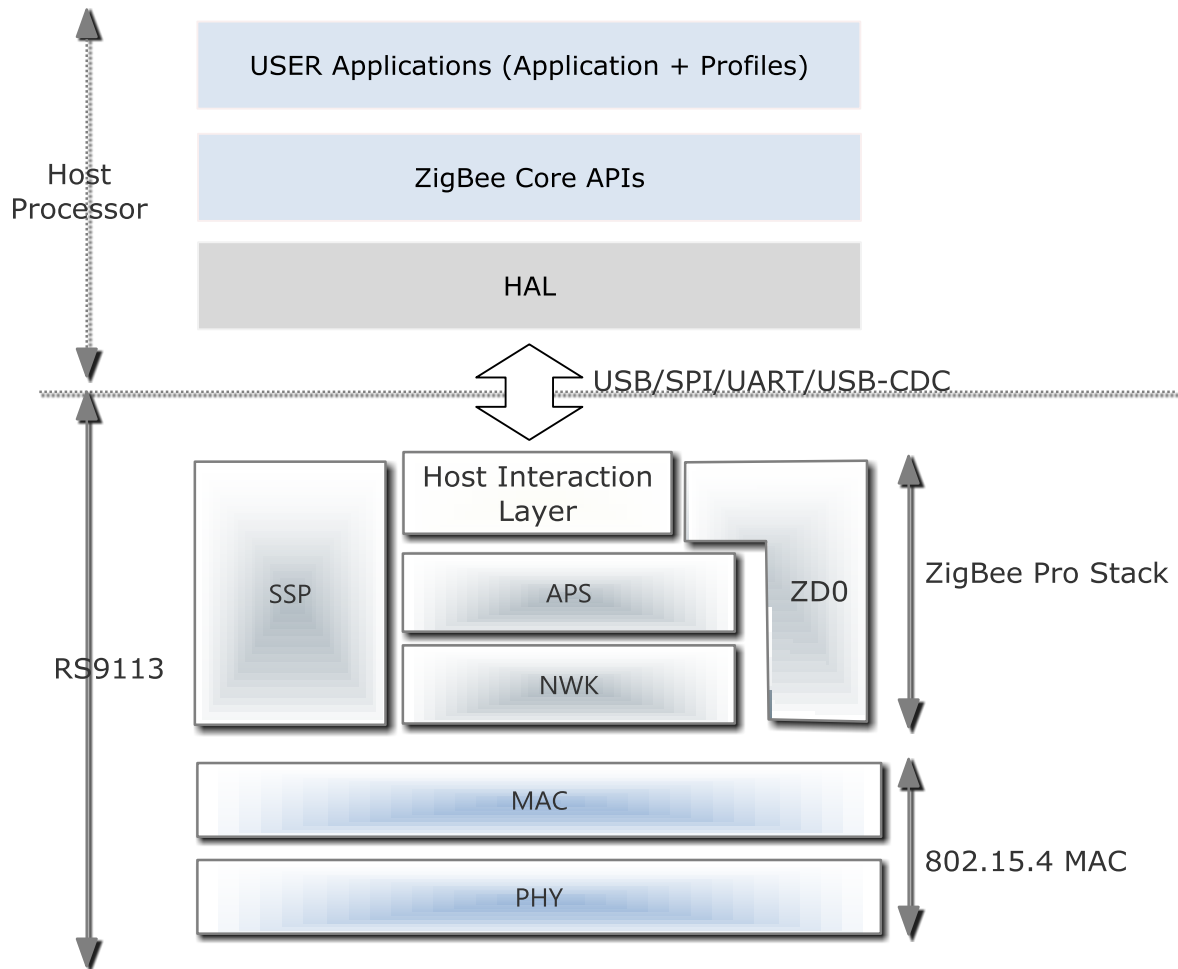 USER Applications (Application + Profiles)
Host
Processor
ZigBee Core APIs
HAL
USB/SPI/UART/USB-CDC
Host Interaction
Layer
SSP
APS
ZD0
ZigBee Pro Stack
RS9113
NWK
MAC
802.15.4 MAC
PHY